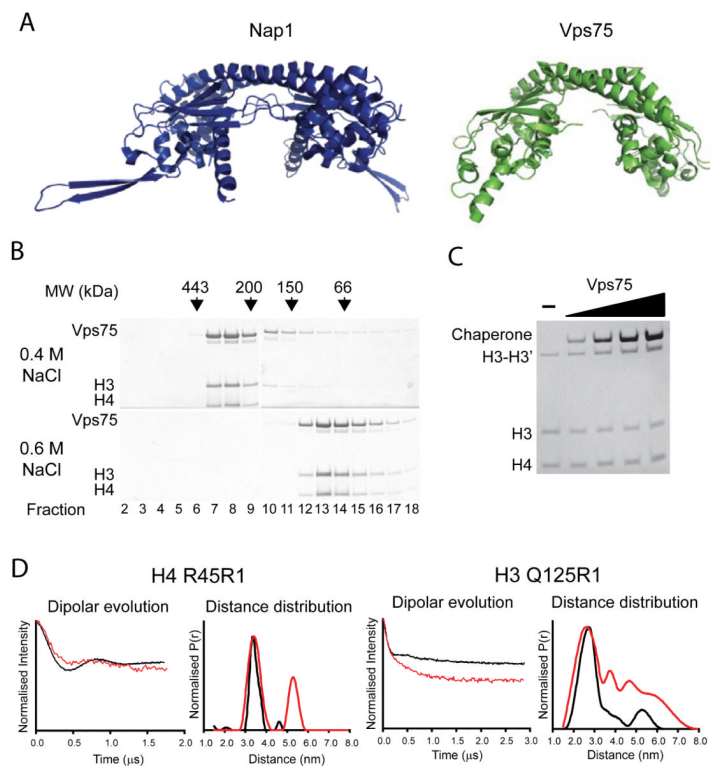 A
Nap1
Vps75
B
MW (kDa)
443 200 150 66
Vps75
0.4 M
NaCl
H3
H4
Vps75
0.6 M
NaCl
H3
H4
Fraction 2 3 4 5 6 7 8 9 10 11 12 13 14 15 16 17 18
C
Vps75
–
Chaperone
H3-H3'
H3
H4
D
H4 R45R1
H3 Q125R1
Dipolar evolution Distance distribution Dipolar evolution Distance distribution
Normalised Intensity
0.0 0.5 1.0 1.5 2.0
Time (μs)
Normalised P(r)
1.0 2.0 3.0 4.0 5.0 6.0 7.0 8.0
Distance (nm)
Normalised Intensity
0.0 0.5 1.0 1.5 2.0 2.5 3.0
Time (μs)
Normalised P(r)
1.0 2.0 3.0 4.0 5.0 6.0 7.0 8.0
Distance (nm)